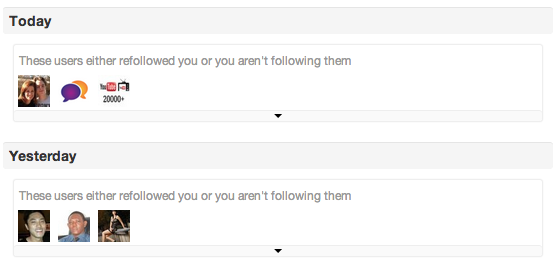 Today
These users either refollowed you or you aren't following them
You Tube HD
20000+
Yesterday
These users either refollowed you or you aren't following them